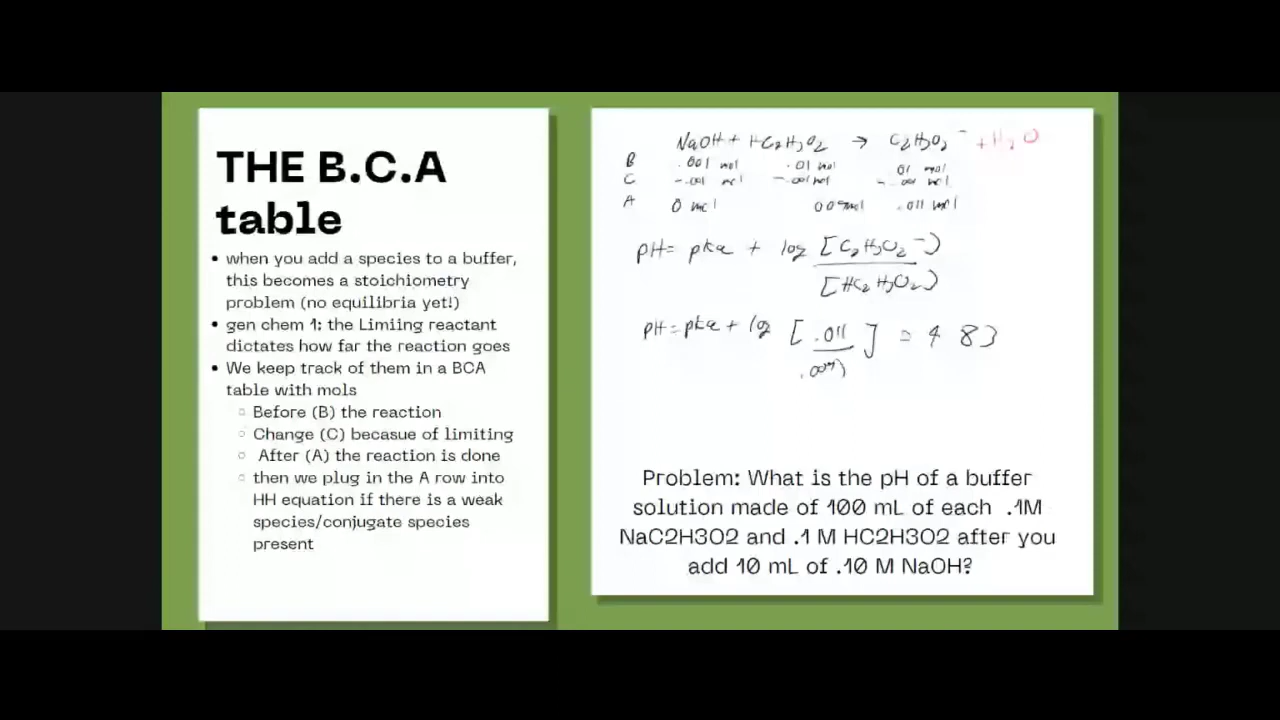 THE B.C.A
table
• when you add a species to a buffer,
this becomes a stoichiometry
problem (no equilibria yet!)
• gen chem 1: the Limiing reactant
dictates how far the reaction goes
• We keep track of them in a BCA
table with mols
○ Before (B) the reaction
○ Change (C) becasue of limiting
○ After (A) the reaction is done
○ then we plug in the A row into
HH equation if there is a weak
species/conjugate species
present
NaOH + HC2H3O2 → C2H3O2⁻ + H2O
B .001 mol .01 mol 01 mol
C -.001 mol -.001 mol -.001 mol
A 0 mol 009mol .011 mol
pH= pka + log [C2H3O2⁻)
[HC2H3O2)
pH=pka + log [.011] = 4 83
.009)
Problem: What is the pH of a buffer
solution made of 100 mL of each .1M
NaC2H3O2 and .1 M HC2H3O2 after you
add 10 mL of .10 M NaOH?